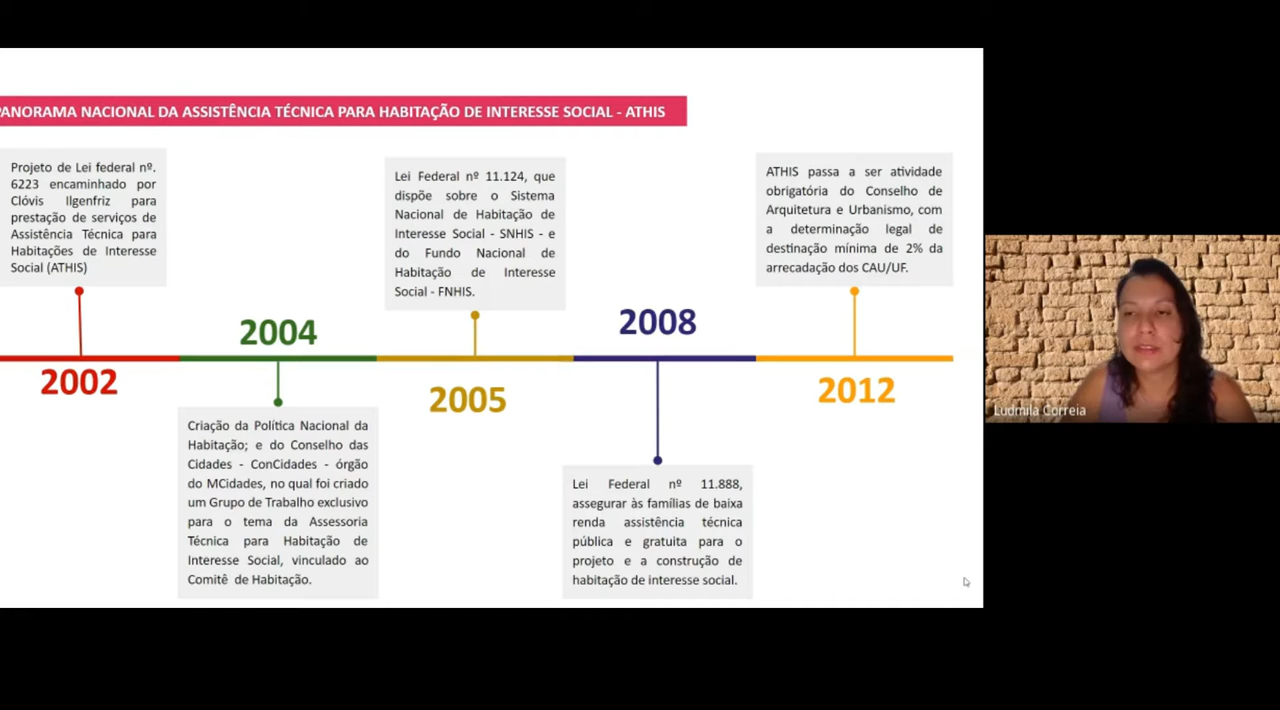 PANORAMA NACIONAL DA ASSISTÊNCIA TÉCNICA PARA HABITAÇÃO DE INTERESSE SOCIAL - ATHIS
Projeto de Lei federal nº.
6223 encaminhado por
Clóvis Ilgenfriz para
prestação de serviços de
Assistência Técnica para
Habitações de Interesse
Social (ATHIS)
2002
2004
Criação da Política Nacional da
Habitação; e do Conselho das
Cidades - ConCidades - órgão
do MCidades, no qual foi criado
um Grupo de Trabalho exclusivo
para o tema da Assessoria
Técnica para Habitação de
Interesse Social, vinculado ao
Comitê de Habitação.
Lei Federal nº 11.124, que
dispõe sobre o Sistema
Nacional de Habitação de
Interesse Social - SNHIS - e
do Fundo Nacional de
Habitação de Interesse
Social - FNHIS.
2005
2008
Lei Federal nº 11.888,
assegurar às famílias de baixa
renda assistência técnica
pública e gratuita para o
projeto e a construção de
habitação de interesse social.
ATHIS passa a ser atividade
obrigatória do Conselho de
Arquitetura e Urbanismo, com
a determinação legal de
destinação mínima de 2% da
arrecadação dos CAU/UF.
2012
Ludmila Correia